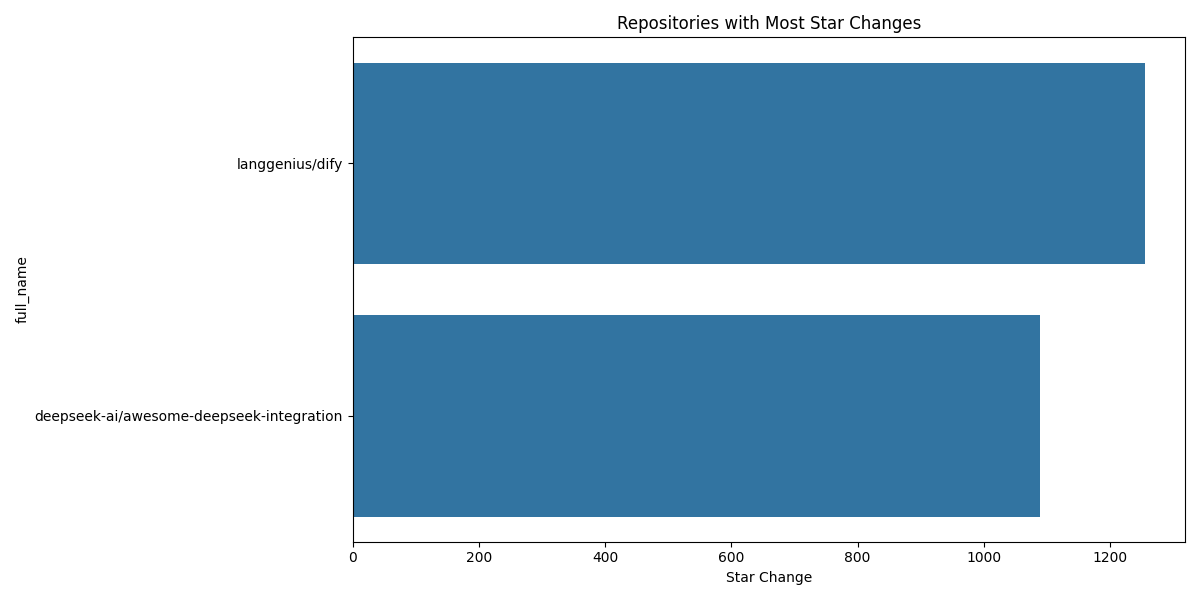 Repositories with Most Star Changes
full_name
langgenius/dify
deepseek-ai/awesome-deepseek-integration
0 200 400 600 800 1000 1200
Star Change